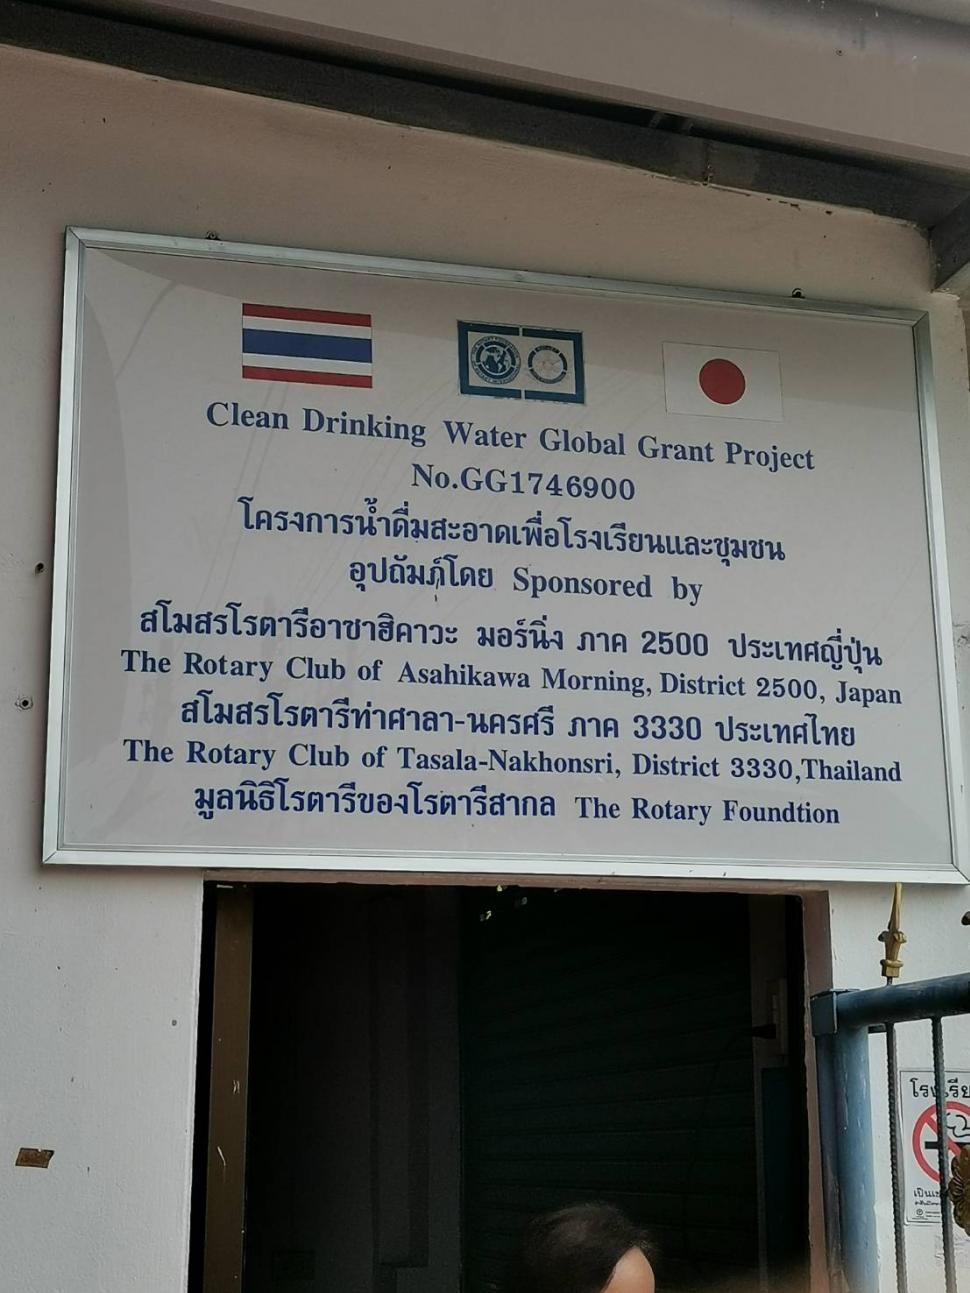 Clean Drinking Water Global Grant Project
No.GG1746900
โครงการน้ำดื่มสะอาดเพื่อโรงเรียนและชุมชน
อุปถัมภ์โดย Sponsored by
สโมสรโรตารีอาซาฮิคาวะ มอร์นิ่ง ภาค 2500 ประเทศญี่ปุ่น
The Rotary Club of Asahikawa Morning, District 2500, Japan
สโมสรโรตารีท่าศาลา-นครศรี ภาค 3330 ประเทศไทย
The Rotary Club of Tasala-Nakhonsri, District 3330,Thailand
มูลนิธิโรตารีของโรตารีสากล The Rotary Foundtion